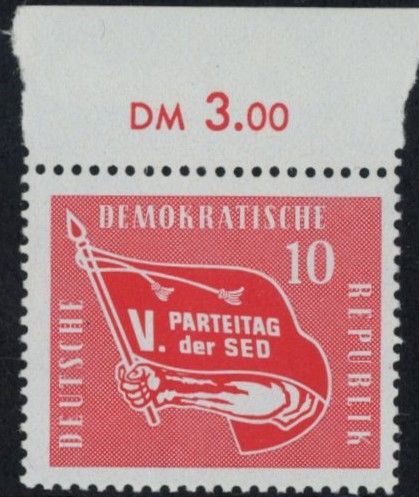 DM 3.00
DEUTSCHE
DEMOKRATISCHE
REPUBLIK
10
V. PARTEITAG
der SED